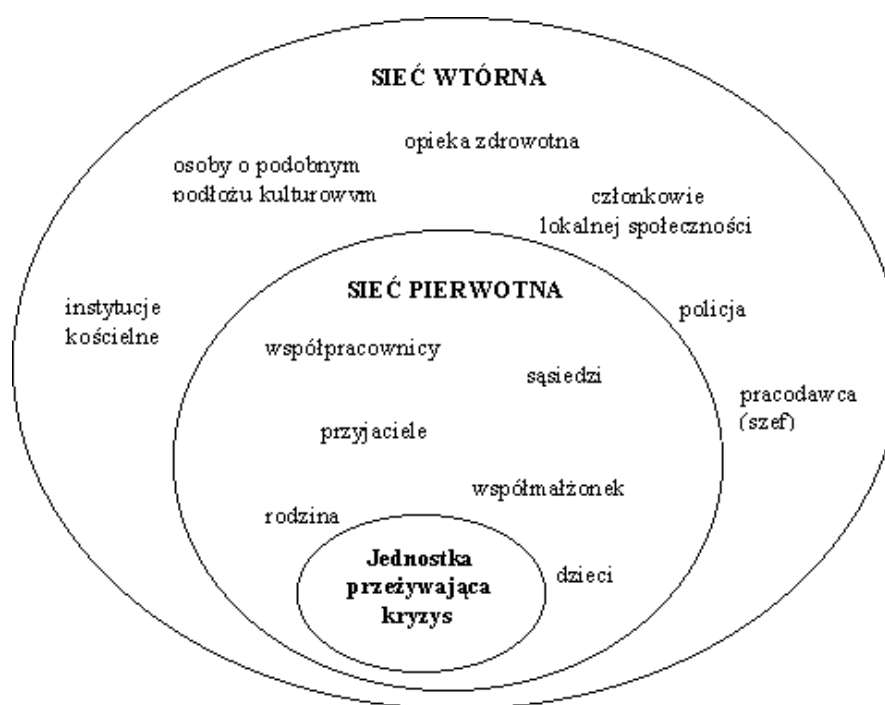 SIEĆ WTÓRNA
opieka zdrowotna
osoby o podobnym
podłożu kulturowym
członkowie
lokalnej społeczności
SIEĆ PIERWOTNA
instytucje
kościelne
policja
współpracownicy
sąsiedzi
pracodawca
(szef)
przyjaciele
współmałżonek
rodzina
Jednostka
przeżywająca
kryzys
dzieci